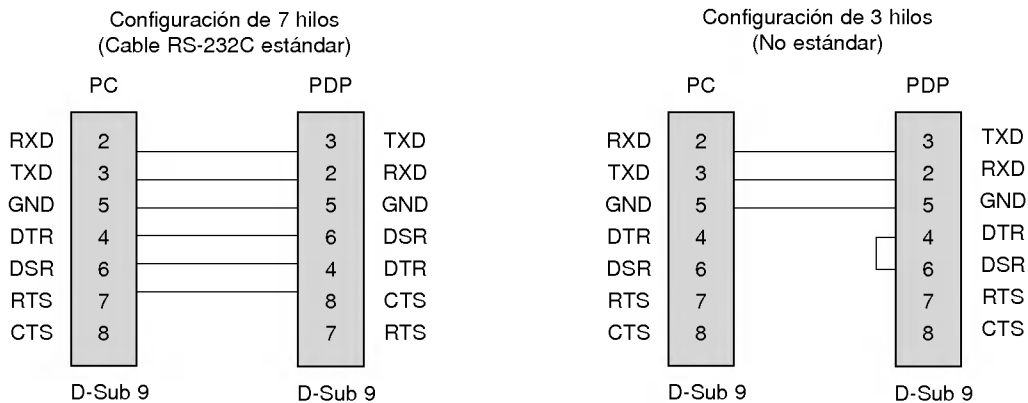 Configuración de 7 hilos
(Cable RS-232C estándar)
PC PDP
RXD 2 3 TXD
TXD 3 2 RXD
GND 5 5 GND
DTR 4 6 DSR
DSR 6 4 DTR
RTS 7 8 CTS
CTS 8 7 RTS
D-Sub 9 D-Sub 9
Configuración de 3 hilos
(No estándar)
PC PDP
RXD 2 3 TXD
TXD 3 2 RXD
GND 5 5 GND
DTR 4 4 DTR
DSR 6 6 DSR
RTS 7 7 RTS
CTS 8 8 CTS
D-Sub 9 D-Sub 9